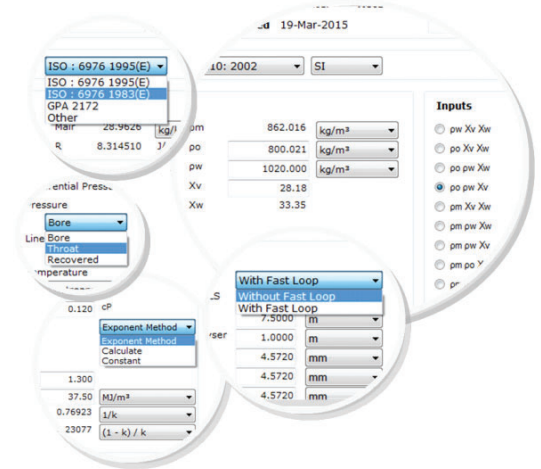 19-Mar-2015
ISO : 6976 1995(E)
ISO : 6976 1995(E)
ISO : 6976 1983(E)
GPA 2172
Other
Mair 28.9626 kg/
R 8.314510 J/
10: 2002 SI
ρm 862.016 kg/m³
ρo 800.021 kg/m³
ρw 1020.000 kg/m³
Xv 28.18
Xw 33.35
Inputs
ρw Xv Xw
ρo Xv Xw
ρo ρw Xw
ρo ρw Xv
ρm Xv Xw
ρm ρw Xw
ρm ρw Xv
ρm ρo
ential Press
ressure
Bore
Line Bore
Throat
Recovered
mperature
0.120 cP
Exponent Method
Exponent Method
Calculate
Constant
1.300
37.50 MJ/m³
0.76923 1/k
23077 (1 - k) / k
With Fast Loop
LS Without Fast Loop
With Fast Loop
7.5000 m
yser 1.0000 m
4.5720 mm
4.5720 mm
4.5720 mm